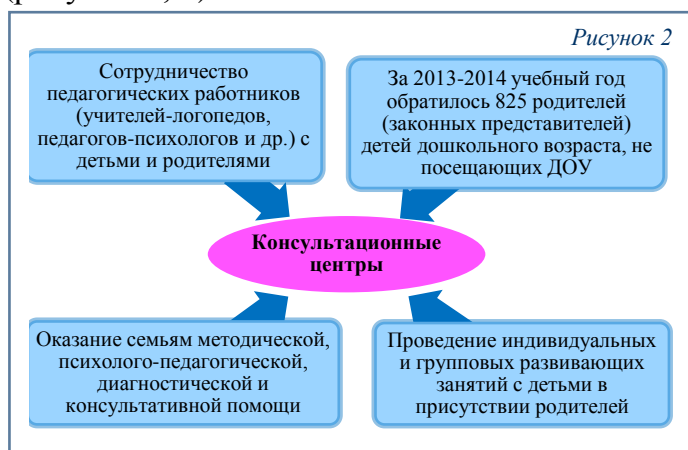 Рисунок 2
Сотрудничество
педагогических работников
(учителей-логопедов,
педагогов-психологов и др.) с
детьми и родителями
За 2013-2014 учебный год
обратилось 825 родителей
(законных представителей)
детей дошкольного возраста, не
посещающих ДОУ
Консультационные
центры
Оказание семьям методической,
психолого-педагогической,
диагностической и
консультативной помощи
Проведение индивидуальных
и групповых развивающих
занятий с детьми в
присутствии родителей